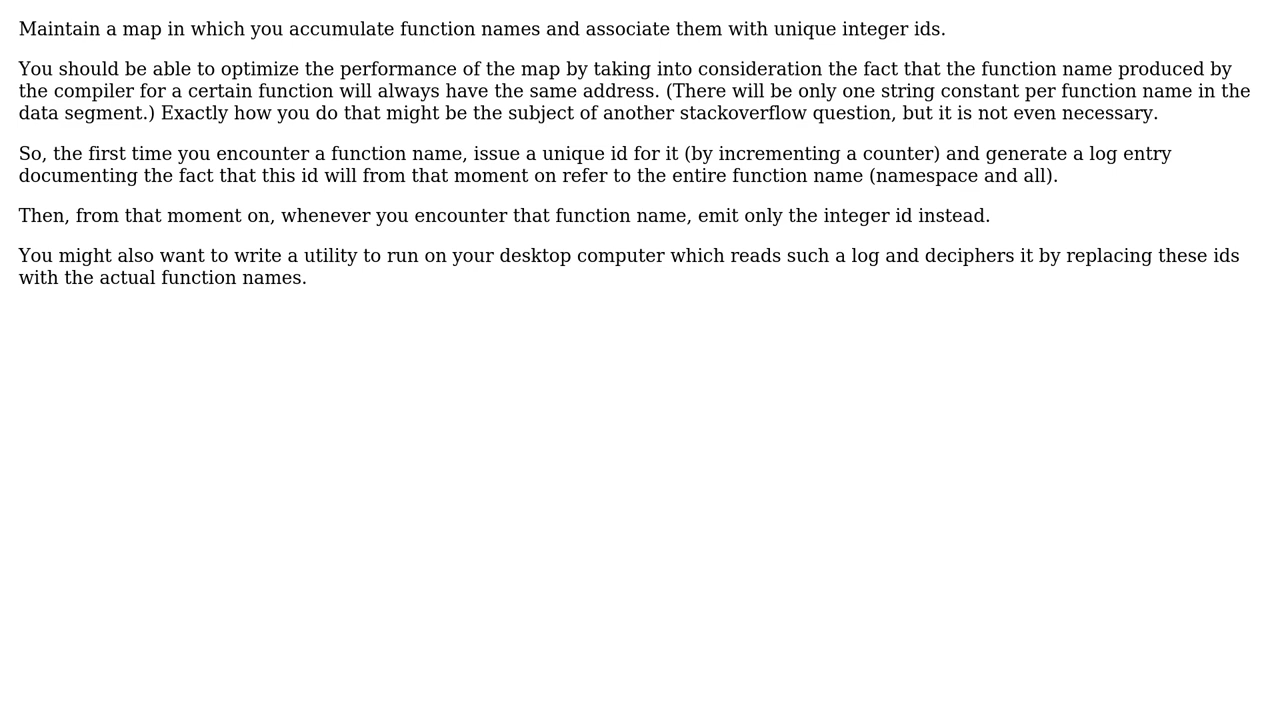 Maintain a map in which you accumulate function names and associate them with unique integer ids.
You should be able to optimize the performance of the map by taking into consideration the fact that the function name produced by
the compiler for a certain function will always have the same address. (There will be only one string constant per function name in the
data segment.) Exactly how you do that might be the subject of another stackoverflow question, but it is not even necessary.
So, the first time you encounter a function name, issue a unique id for it (by incrementing a counter) and generate a log entry
documenting the fact that this id will from that moment on refer to the entire function name (namespace and all).
Then, from that moment on, whenever you encounter that function name, emit only the integer id instead.
You might also want to write a utility to run on your desktop computer which reads such a log and deciphers it by replacing these ids
with the actual function names.